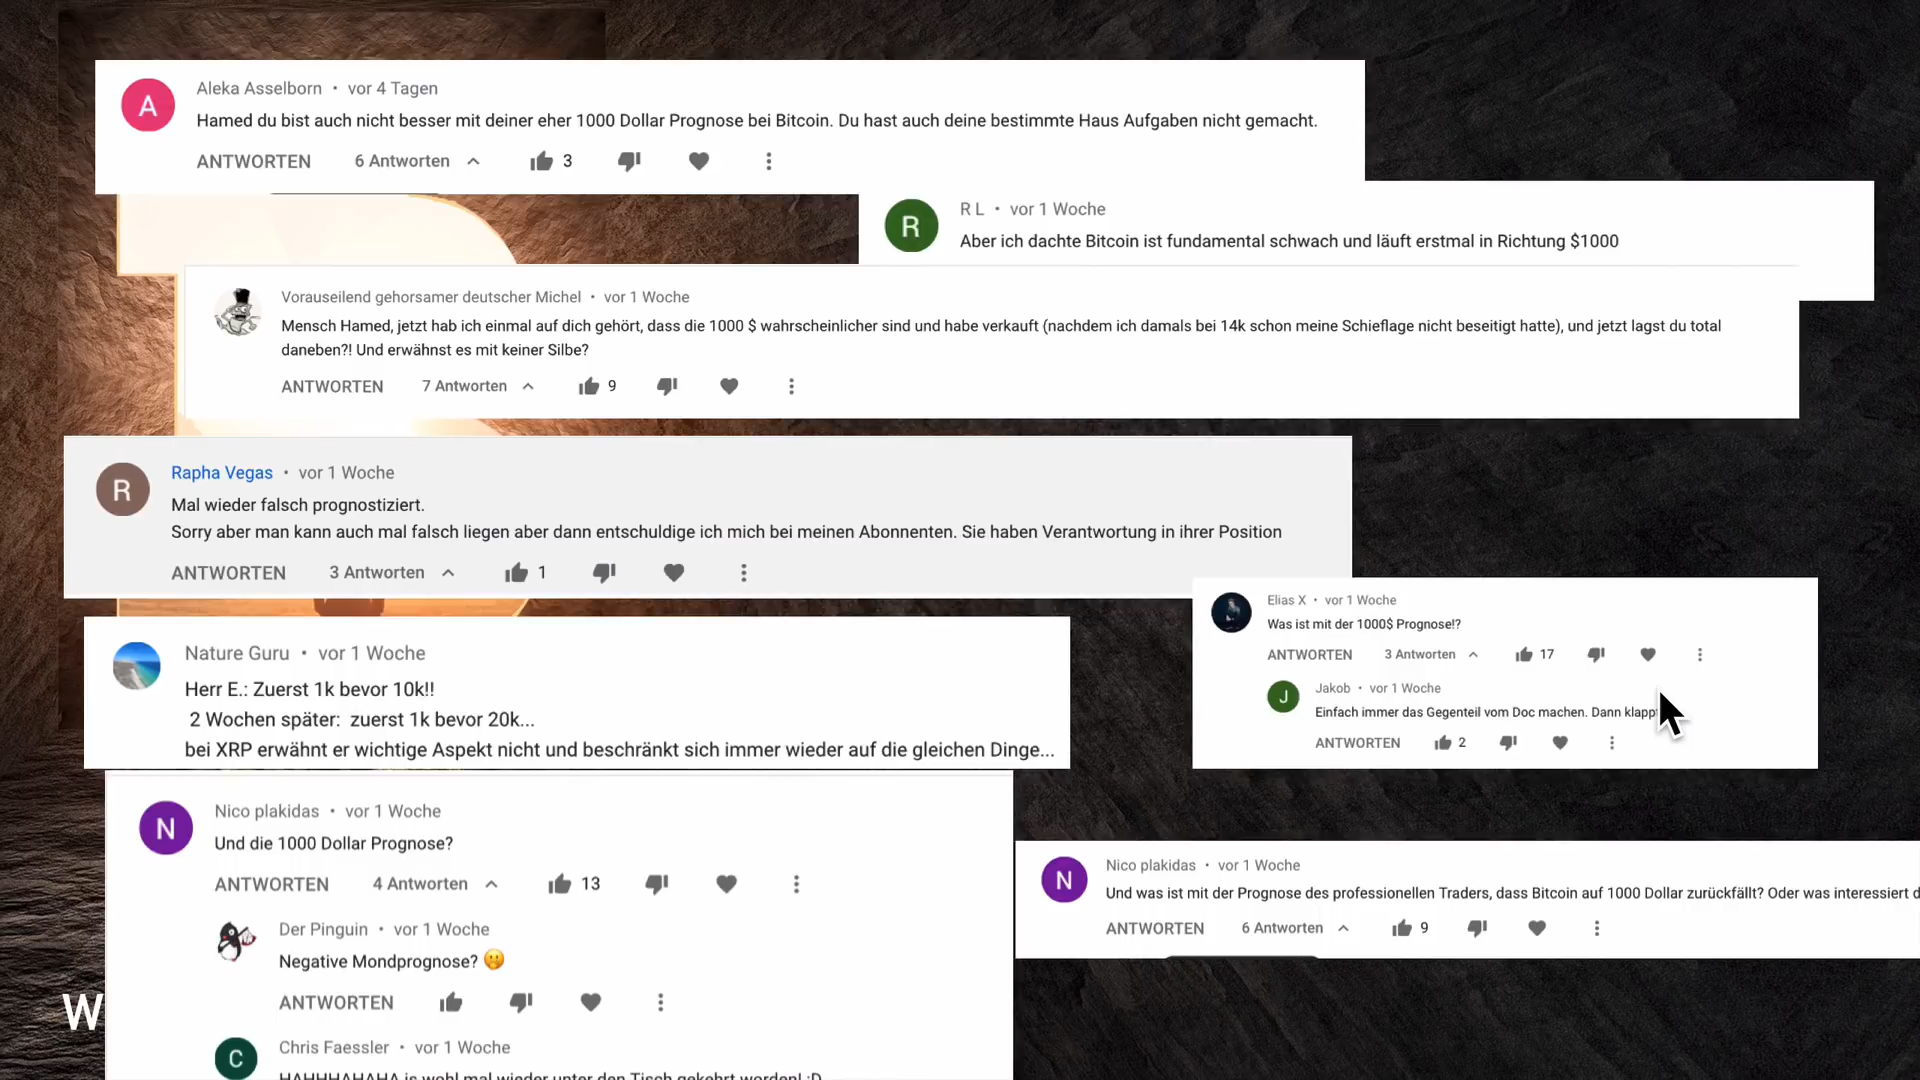 Aleka Asselborn • vor 4 Tagen
A
Hamed du bist auch nicht besser mit deiner eher 1000 Dollar Prognose bei Bitcoin. Du hast auch deine bestimmte Haus Aufgaben nicht gemacht.
ANTWORTEN 6 Antworten 3
R L • vor 1 Woche
R
Aber ich dachte Bitcoin ist fundamental schwach und läuft erstmal in Richtung $1000
Vorauseilend gehorsamer deutscher Michel • vor 1 Woche
Mensch Hamed, jetzt hab ich einmal auf dich gehört, dass die 1000 $ wahrscheinlicher sind und habe verkauft (nachdem ich damals bei 14k schon meine Schieflage nicht beseitigt hatte), und jetzt lagst du total
daneben?! Und erwähnst es mit keiner Silbe?
ANTWORTEN 7 Antworten 9
Rapha Vegas • vor 1 Woche
R
Mal wieder falsch prognostiziert.
Sorry aber man kann auch mal falsch liegen aber dann entschuldige ich mich bei meinen Abonnenten. Sie haben Verantwortung in ihrer Position
ANTWORTEN 3 Antworten 1
Elias X • vor 1 Woche
Was ist mit der 1000$ Prognose!?
ANTWORTEN 3 Antworten 17
Jakob • vor 1 Woche
J
Einfach immer das Gegenteil vom Doc machen. Dann
ANTWORTEN 2
Nature Guru • vor 1 Woche
Herr E.: Zuerst 1k bevor 10k!!
2 Wochen später: zuerst 1k bevor 20k...
bei XRP erwähnt er wichtige Aspekt nicht und beschränkt sich immer wieder auf die gleichen Dinge...
Nico plakidas • vor 1 Woche
N
Und die 1000 Dollar Prognose?
ANTWORTEN 4 Antworten 13
Der Pinguin • vor 1 Woche
Negative Mondprognose? 🤭
ANTWORTEN
Chris Faessler • vor 1 Woche
C
HAHHHAHAHA is wohl mal wieder unter den Tisch gekehrt worden! :D
Nico plakidas • vor 1 Woche
N
Und was ist mit der Prognose des professionellen Traders, dass Bitcoin auf 1000 Dollar zurückfällt? Oder was interessiert
ANTWORTEN 6 Antworten 9
W